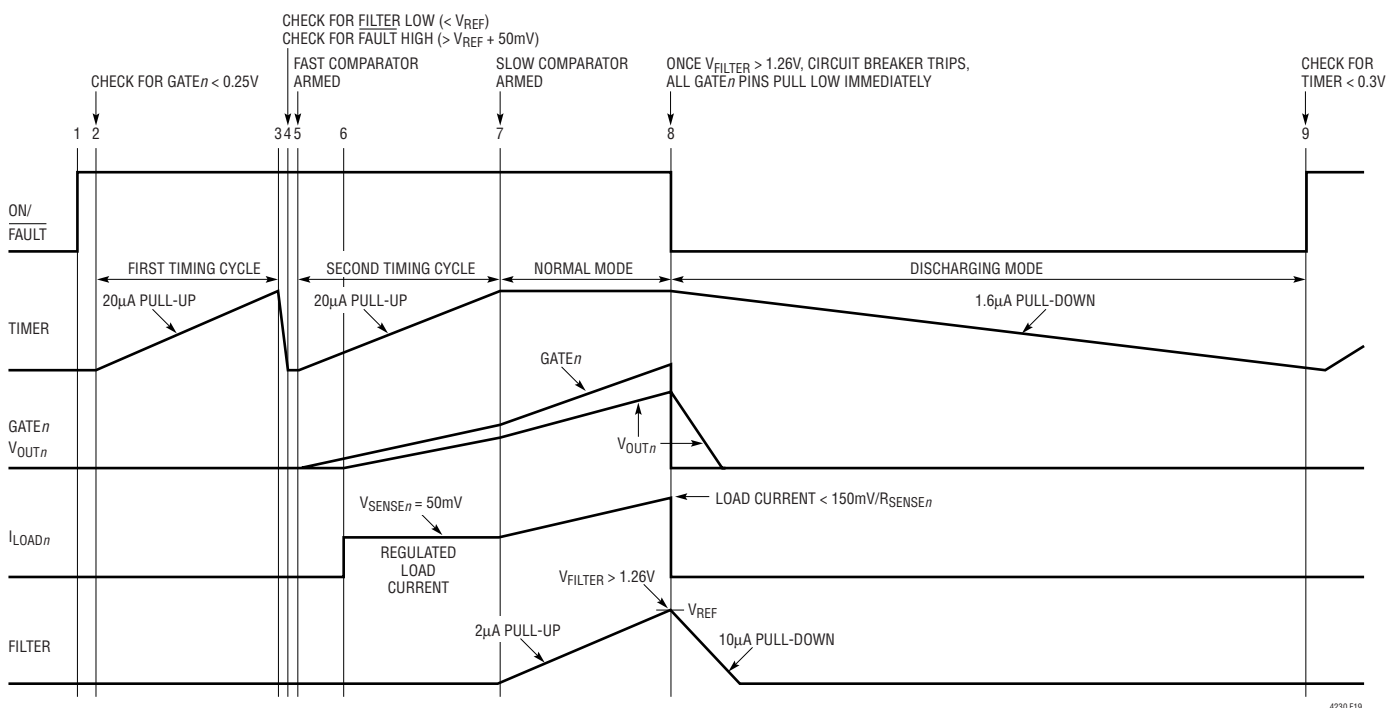 CHECK FOR FILTER LOW (< VREF)
CHECK FOR FAULT HIGH (> VREF + 50mV)
CHECK FOR GATEn < 0.25V
FAST COMPARATOR
ARMED
SLOW COMPARATOR
ARMED
ONCE VFILTER > 1.26V, CIRCUIT BREAKER TRIPS,
ALL GATEn PINS PULL LOW IMMEDIATELY
CHECK FOR
TIMER < 0.3V
1 2 3 4 5 6 7 8 9
ON/
FAULT
FIRST TIMING CYCLE
SECOND TIMING CYCLE
NORMAL MODE
DISCHARGING MODE
20µA PULL-UP
20µA PULL-UP
1.6µA PULL-DOWN
TIMER
GATEn
GATEn
VOUTn
VOUTn
VSENSEn = 50mV
LOAD CURRENT < 150mV/RSENSEn
ILOADn
REGULATED
LOAD
CURRENT
VFILTER > 1.26V
VREF
2µA PULL-UP
10µA PULL-DOWN
FILTER
4230 F19